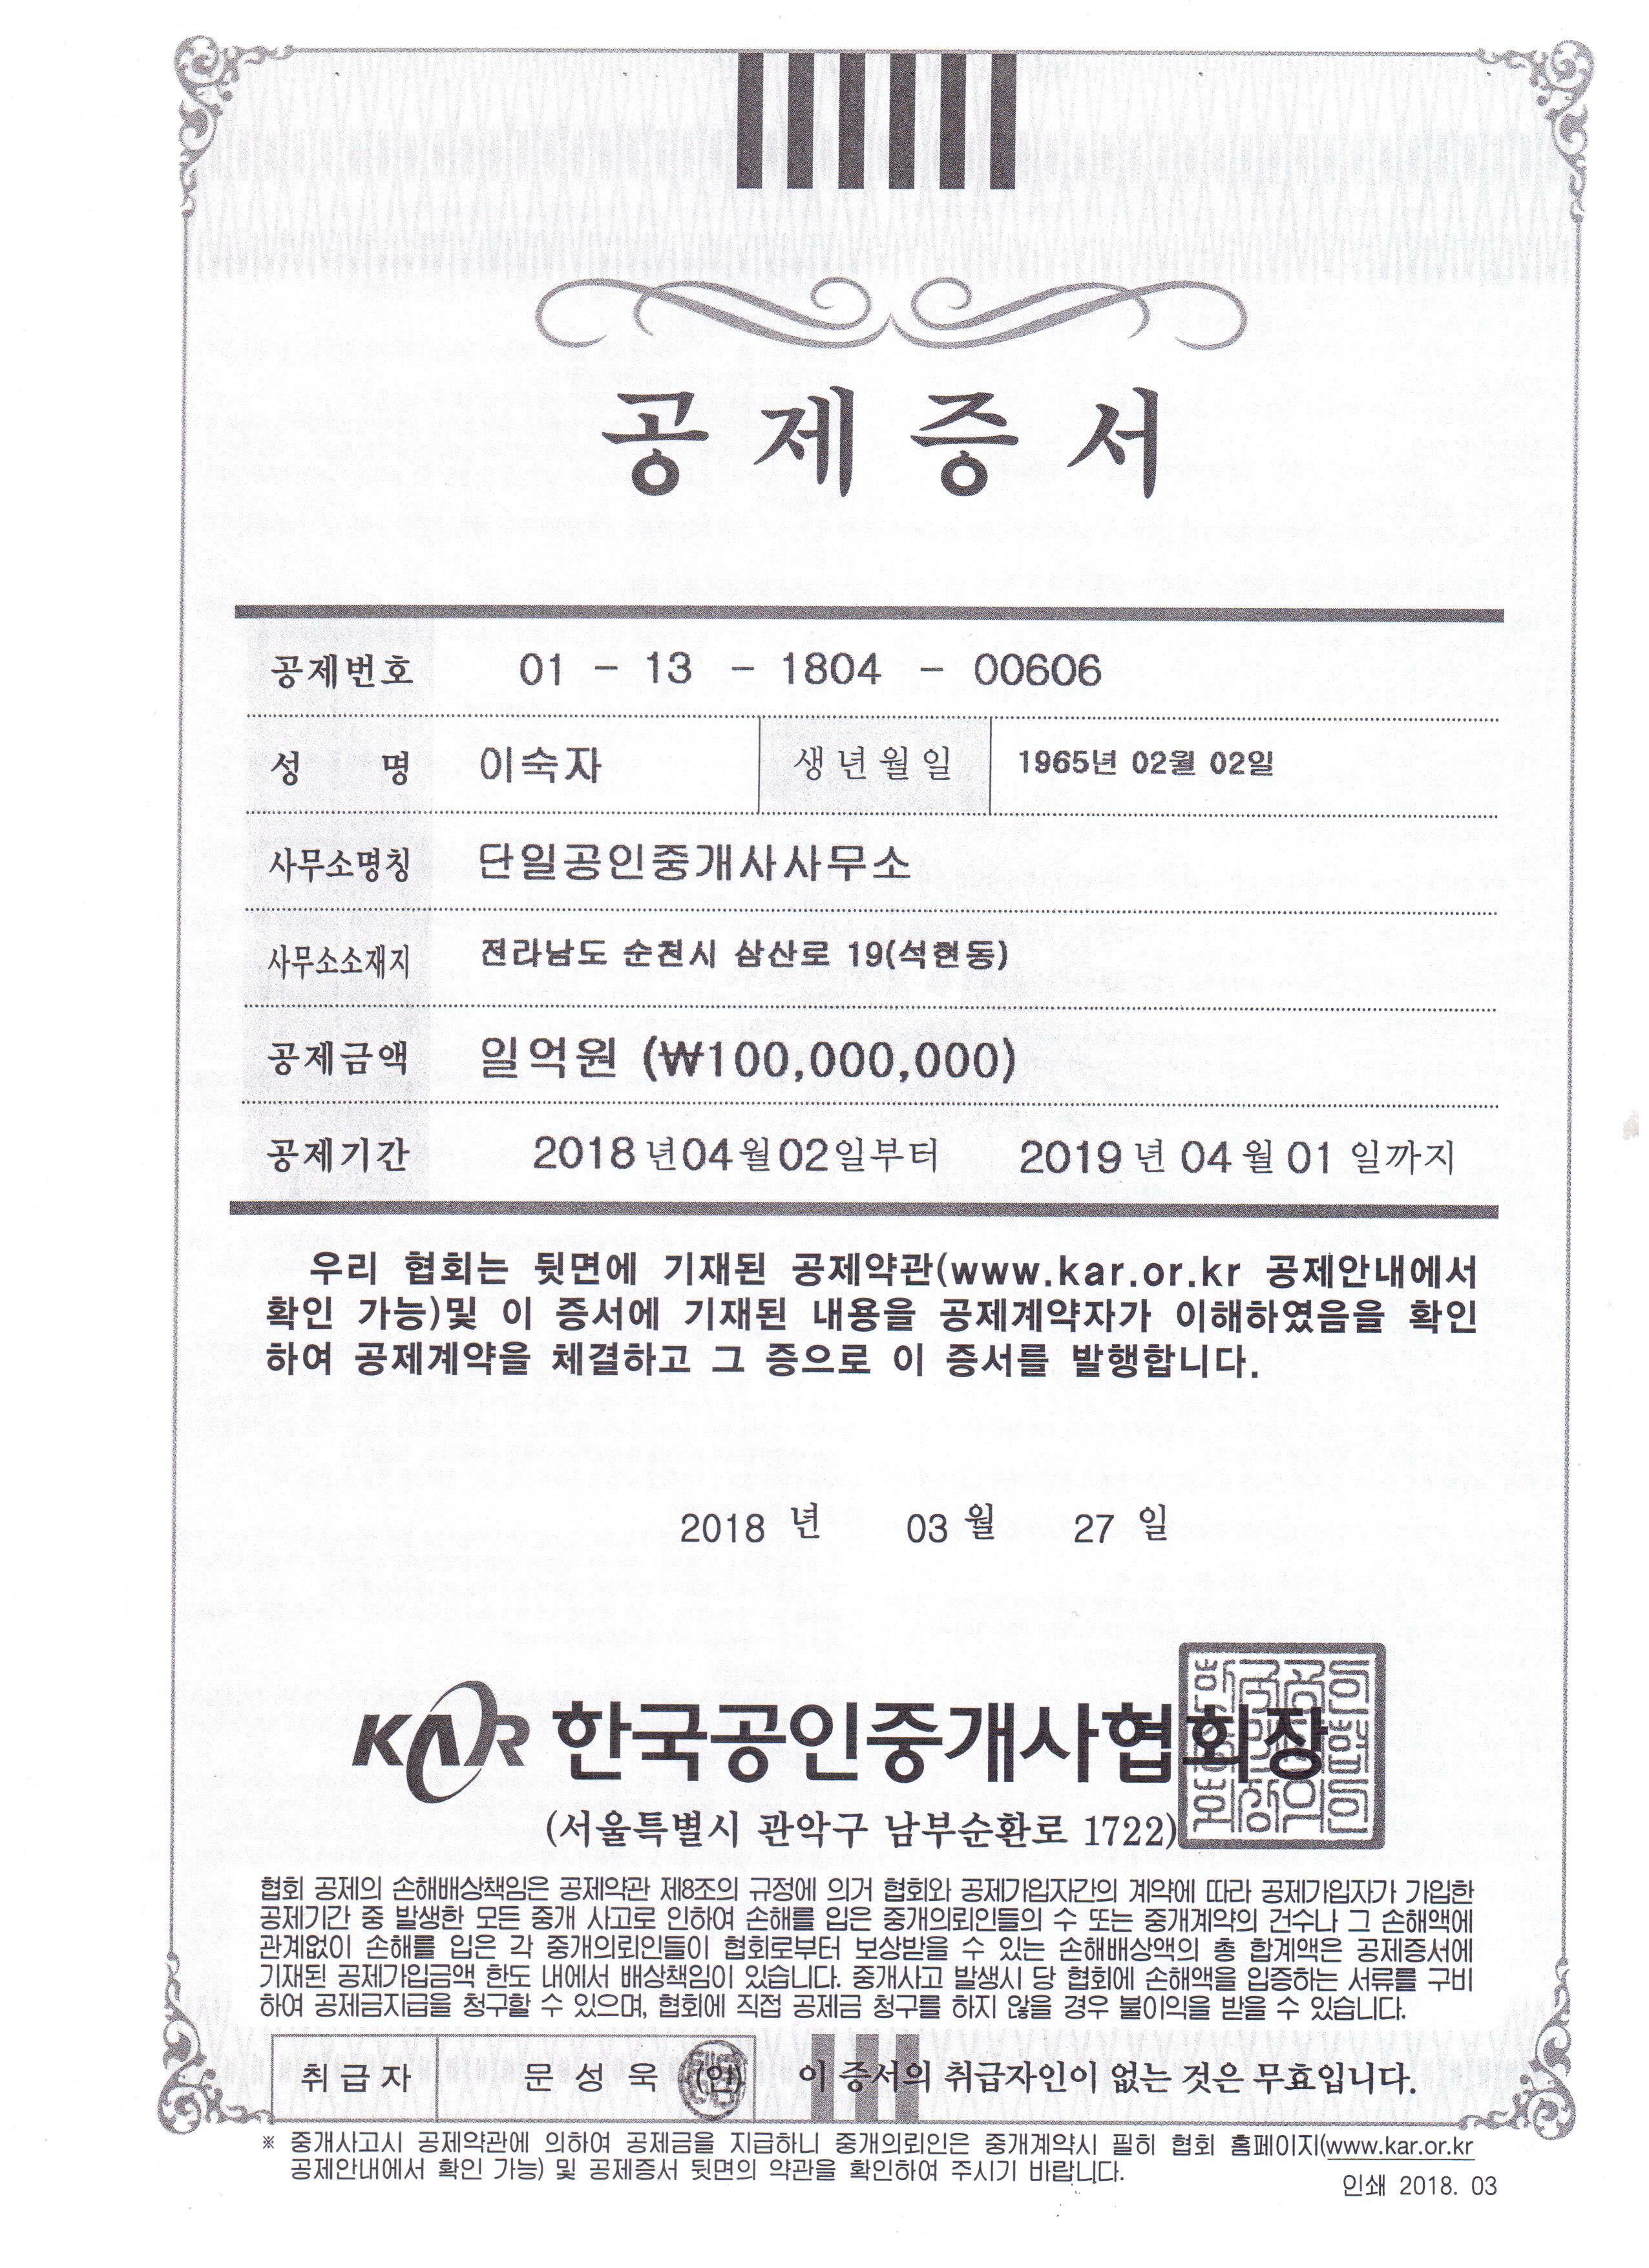 공제증서
공제번호 01 - 13 - 1804 - 00606
성 명 이숙자 생년월일 1965년 02월 02일
사무소명칭 단일공인중개사사무소
사무소소재지 전라남도 순천시 삼산로 19(석현동)
공제금액 일억원 (₩100,000,000)
공제기간 2018년04월02일부터 2019년 04월 01일까지
우리 협회는 뒷면에 기재된 공제약관(www.kar.or.kr 공제안내에서
확인 가능)및 이 증서에 기재된 내용을 공제계약자가 이해하였음을 확인
하여 공제계약을 체결하고 그 증으로 이 증서를 발행합니다.
2018 년 03 월 27 일
KAR 한국공인중개사협회장
(서울특별시 관악구 남부순환로 1722)
협회 공제의 손해배상책임은 공제약관 제8조의 규정에 의거 협회와 공제가입자간의 계약에 따라 공제가입자가 가입한
공제기간 중 발생한 모든 중개 사고로 인하여 손해를 입은 중개의뢰인들의 수 또는 중개계약의 건수나 그 손해액에
관계없이 손해를 입은 각 중개의뢰인들이 협회로부터 보상받을 수 있는 손해배상액의 총 합계액은 공제증서에
기재된 공제가입금액 한도 내에서 배상책임이 있습니다. 중개사고 발생시 당 협회에 손해액을 입증하는 서류를 구비
하여 공제금지급을 청구할 수 있으며, 협회에 직접 공제금 청구를 하지 않을 경우 불이익을 받을 수 있습니다.
취급자 문성욱 (인) 이 증서의 취급자인이 없는 것은 무효입니다.
※ 중개사고시 공제약관에 의하여 공제금을 지급하니 중개의뢰인은 중개계약시 필히 협회 홈페이지(www.kar.or.kr
공제안내에서 확인 가능) 및 공제증서 뒷면의 약관을 확인하여 주시기 바랍니다.
인쇄 2018. 03